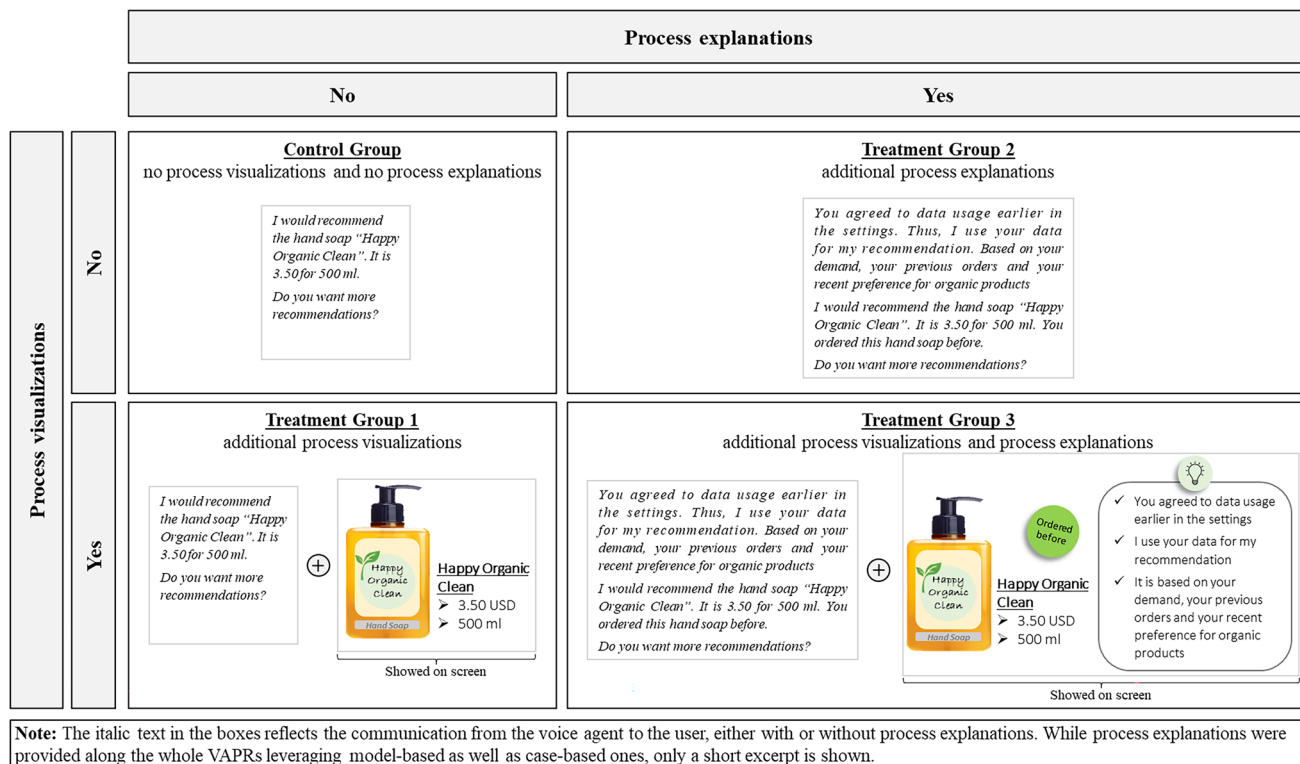 Process explanations
No
Yes
Process visualizations
No
Control Group
no process visualizations and no process explanations
I would recommend
the hand soap “Happy
Organic Clean”. It is
3.50 for 500 ml.
Do you want more
recommendations?
Treatment Group 2
additional process explanations
You agreed to data usage earlier in
the settings. Thus, I use your data
for my recommendation. Based on your
demand, your previous orders and your
recent preference for organic products
I would recommend the hand soap “Happy
Organic Clean”. It is 3.50 for 500 ml. You
ordered this hand soap before.
Do you want more recommendations?
Yes
Treatment Group 1
additional process visualizations
I would recommend
the hand soap “Happy
Organic Clean”. It is
3.50 for 500 ml.
Do you want more
recommendations?
Happy
Organic
Clean
Hand Soap
Happy Organic
Clean
➢ 3.50 USD
➢ 500 ml
Showed on screen
Treatment Group 3
additional process visualizations and process explanations
You agreed to data usage earlier in
the settings. Thus, I use your data
for my recommendation. Based on your
demand, your previous orders and your
recent preference for organic products
I would recommend the hand soap “Happy
Organic Clean”. It is 3.50 for 500 ml. You
ordered this hand soap before.
Do you want more recommendations?
Happy
Organic
Clean
Hand Soap
Ordered
before
Happy Organic
Clean
➢ 3.50 USD
➢ 500 ml
✓ You agreed to data usage
earlier in the settings
✓ I use your data for my
recommendation
✓ It is based on your
demand, your previous
orders and your recent
preference for organic
products
Showed on screen
Note: The italic text in the boxes reflects the communication from the voice agent to the user, either with or without process explanations. While process explanations were
provided along the whole VAPRs leveraging model-based as well as case-based ones, only a short excerpt is shown.